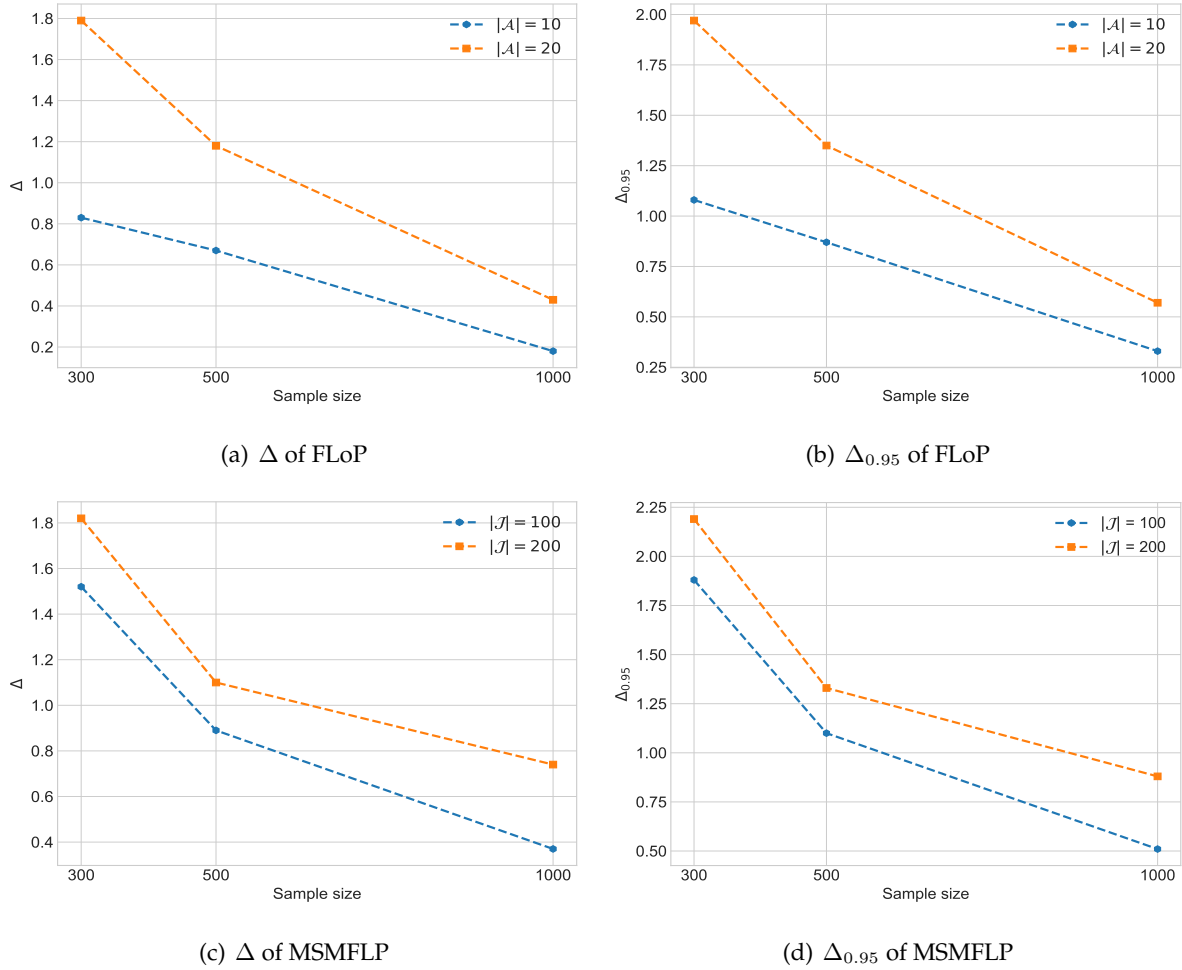 1.8
1.6
1.4
1.2
1.0
0.8
0.6
0.4
0.2
Δ
|𝒜| = 10
|𝒜| = 20
300
500
1000
Sample size
(a) Δ of FLoP
2.00
1.75
1.50
1.25
1.00
0.75
0.50
0.25
Δ0.95
|𝒜| = 10
|𝒜| = 20
300
500
1000
Sample size
(b) Δ0.95 of FLoP
1.8
1.6
1.4
1.2
1.0
0.8
0.6
0.4
Δ
|𝒥| = 100
|𝒥| = 200
300
500
1000
Sample size
(c) Δ of MSMFLP
2.25
2.00
1.75
1.50
1.25
1.00
0.75
0.50
Δ0.95
|𝒥| = 100
|𝒥| = 200
300
500
1000
Sample size
(d) Δ0.95 of MSMFLP